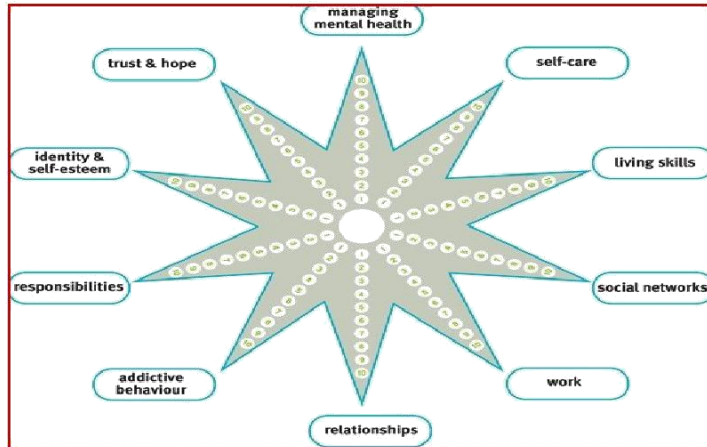 managing
mental health
trust & hope
self-care
identity &
self-esteem
living skills
responsibilities
social networks
addictive
behaviour
work
relationships